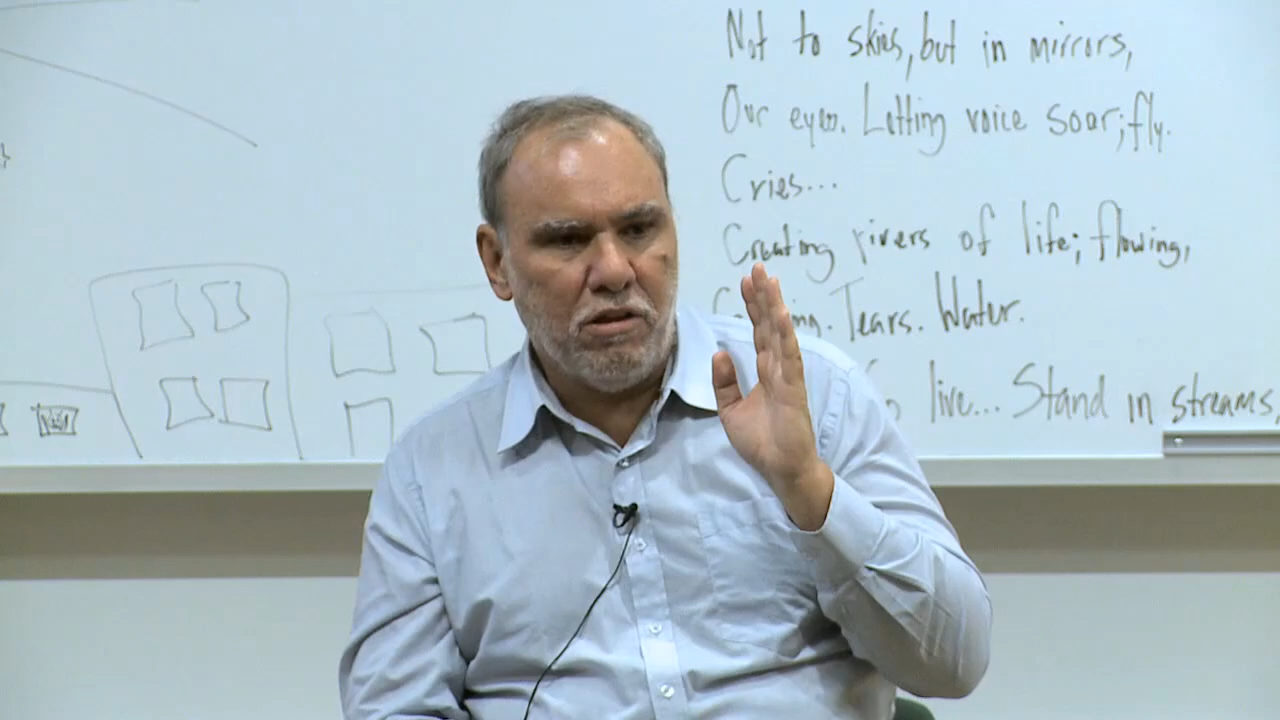 Not to skies, but in mirrors,
Our eyes. Letting voice soar; fly.
Cries...
Creating rivers of life; flowing,
Tears. Water.
live... Stand in streams